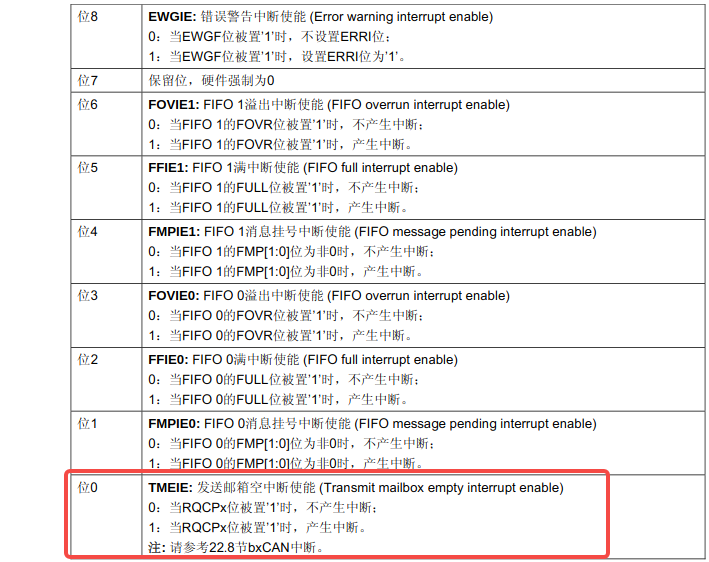 位8
EWGIE: 错误警告中断使能 (Error warning interrupt enable)
0：当EWGF位被置'1'时，不设置ERRI位；
1：当EWGF位被置'1'时，设置ERRI位为'1'。
位7
保留位，硬件强制为0
位6
FOVIE1: FIFO 1溢出中断使能 (FIFO overrun interrupt enable)
0：当FIFO 1的FOVR位被置'1'时，不产生中断；
1：当FIFO 1的FOVR位被置'1'时，产生中断。
位5
FFIE1: FIFO 1满中断使能 (FIFO full interrupt enable)
0：当FIFO 1的FULL位被置'1'时，不产生中断；
1：当FIFO 1的FULL位被置'1'时，产生中断。
位4
FMPIE1: FIFO 1消息挂号中断使能 (FIFO message pending interrupt enable)
0：当FIFO 1的FMP[1:0]位为非0时，不产生中断；
1：当FIFO 1的FMP[1:0]位为非0时，产生中断。
位3
FOVIE0: FIFO 0溢出中断使能 (FIFO overrun interrupt enable)
0：当FIFO 0的FOVR位被置'1'时，不产生中断；
1：当FIFO 0的FOVR位被置'1'时，产生中断。
位2
FFIE0: FIFO 0满中断使能 (FIFO full interrupt enable)
0：当FIFO 0的FULL位被置'1'时，不产生中断；
1：当FIFO 0的FULL位被置'1'时，产生中断。
位1
FMPIE0: FIFO 0消息挂号中断使能 (FIFO message pending interrupt enable)
0：当FIFO 0的FMP[1:0]位为非0时，不产生中断；
1：当FIFO 0的FMP[1:0]位为非0时，产生中断。
位0
TMEIE: 发送邮箱空中断使能 (Transmit mailbox empty interrupt enable)
0：当RQCPx位被置'1'时，不产生中断；
1：当RQCPx位被置'1'时，产生中断。
注: 请参考22.8节bxCAN中断。